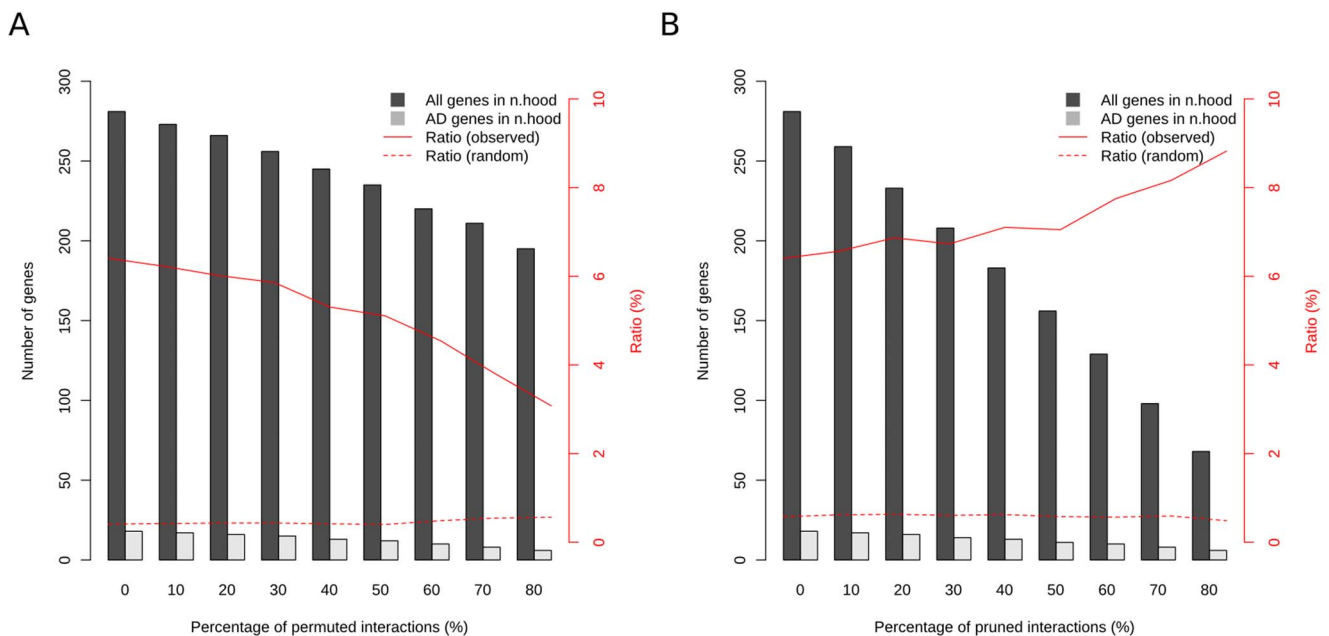 A
Number of genes
300
250
200
150
100
50
0
All genes in n.hood
AD genes in n.hood
Ratio (observed)
Ratio (random)
10
8
6
4
2
0
Ratio (%)
0 10 20 30 40 50 60 70 80
Percentage of permuted interactions (%)
B
Number of genes
300
250
200
150
100
50
0
All genes in n.hood
AD genes in n.hood
Ratio (observed)
Ratio (random)
10
8
6
4
2
0
Ratio (%)
0 10 20 30 40 50 60 70 80
Percentage of pruned interactions (%)